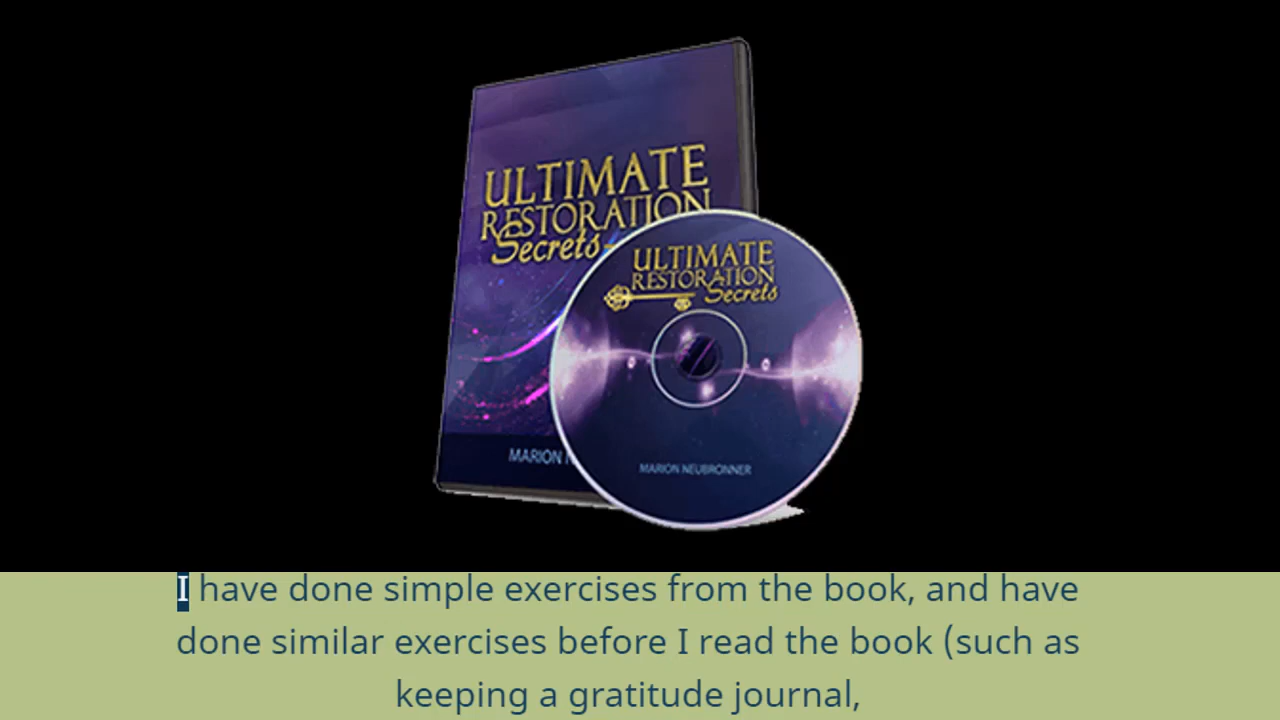 ULTIMATE
RESTORATION
Secrets
ULTIMATE
RESTORATION
Secrets
MARION
MARION NEUBRONNER
I have done simple exercises from the book, and have
done similar exercises before I read the book (such as
keeping a gratitude journal,